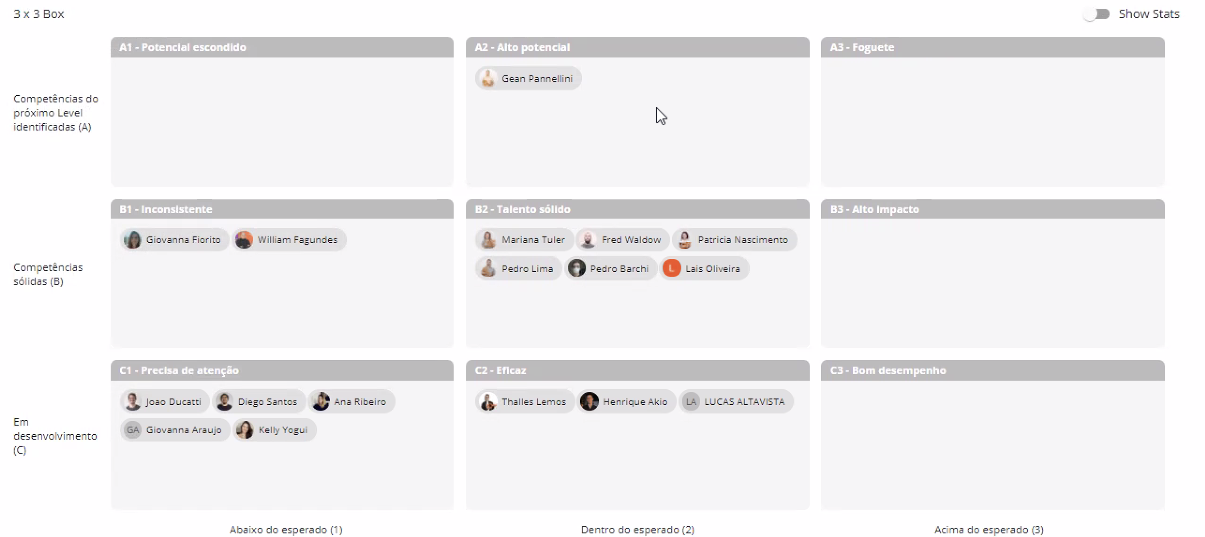 3 x 3 Box
Show Stats
A1 - Potencial escondido
A2 - Alto potencial
A3 - Foguete
Gean Pannellini
Competências do
próximo Level
identificadas (A)
B1 - Inconsistente
B2 - Talento sólido
B3 - Alto impacto
Giovanna Fiorito
William Fagundes
Mariana Tuler
Fred Waldow
Patricia Nascimento
Pedro Lima
Pedro Barchi
L
Lais Oliveira
Competências
sólidas (B)
C1 - Precisa de atenção
C2 - Eficaz
C3 - Bom desempenho
Joao Ducatti
Diego Santos
Ana Ribeiro
Thalles Lemos
Henrique Akio
LA
LUCAS ALTAVISTA
GA
Giovanna Araujo
Kelly Yogui
Em
desenvolvimento
(C)
Abaixo do esperado (1)
Dentro do esperado (2)
Acima do esperado (3)